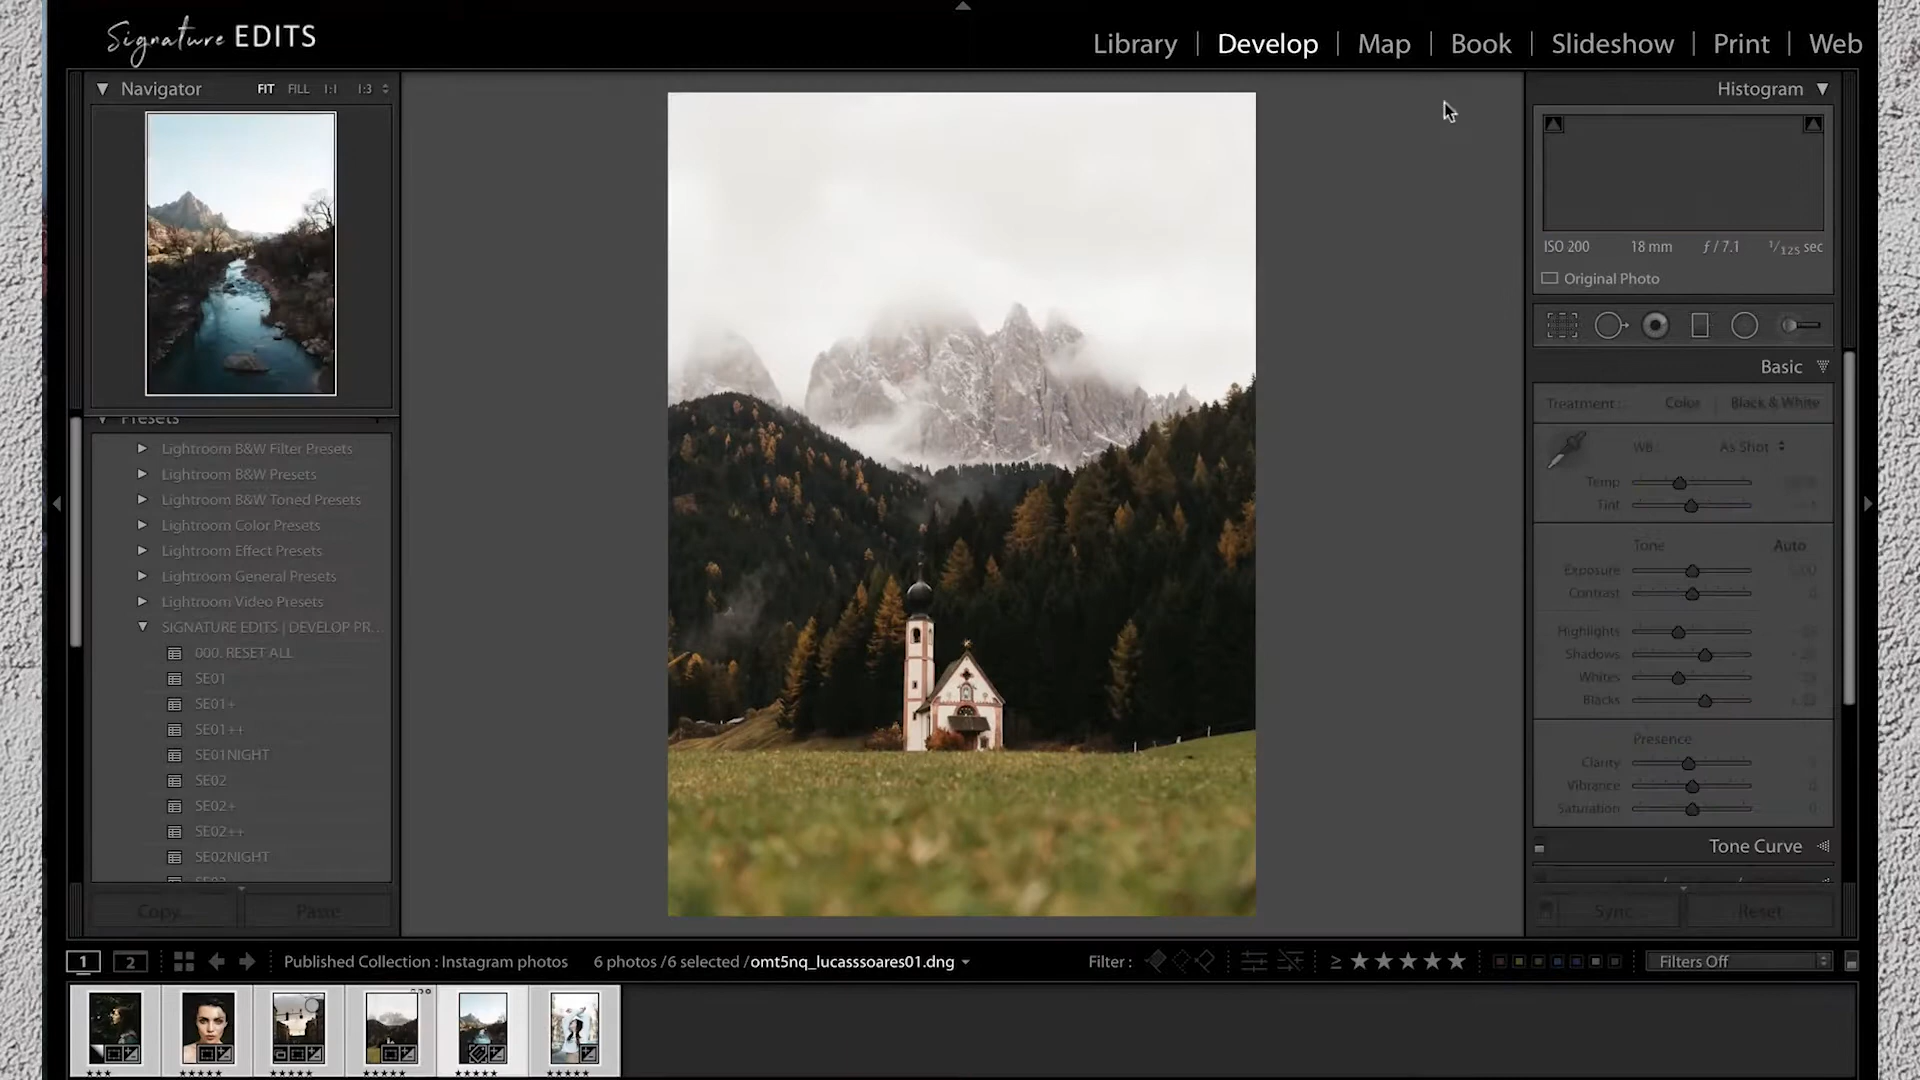 Signature EDITS
Library | Develop | Map | Book | Slideshow | Print | Web
Navigator FIT FILL 1:1 1:3
Presets
Lightroom B&W Filter Presets
Lightroom B&W Presets
Lightroom B&W Toned Presets
Lightroom Color Presets
Lightroom Effect Presets
Lightroom General Presets
Lightroom Video Presets
SiGNATURE EDITS | DEVELOP PR...
000. RESET ALL
SE01
SE01+
SE01++
SE01NIGHT
SE02
SE02+
SE02++
SE02NIGHT
Copy Paste
Histogram
ISO 200 18 mm ƒ / 7.1 1/125 sec
Original Photo
Basic
Treatment : Color | Black & White
WB : As Shot
Temp
Tint
Tone Auto
Exposure
Contrast
Highlights
Shadows
Whites
Blacks
Presence
Clarity
Vibrance
Saturation
Tone Curve
Sync Reset
1 2 Published Collection : Instagram photos 6 photos /6 selected /omt5nq_lucasssoares01.dng Filter : ≥ ★★★★★ Filters Off